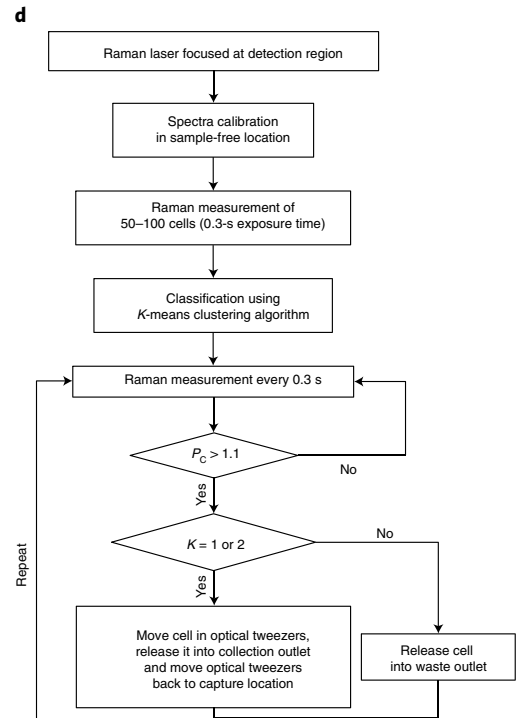 d
Raman laser focused at detection region
Spectra calibration
in sample-free location
Raman measurement of
50–100 cells (0.3-s exposure time)
Classification using
K-means clustering algorithm
Raman measurement every 0.3 s
P_C > 1.1
No
Yes
K = 1 or 2
No
Yes
Repeat
Move cell in optical tweezers,
release it into collection outlet
and move optical tweezers
back to capture location
Release cell
into waste outlet